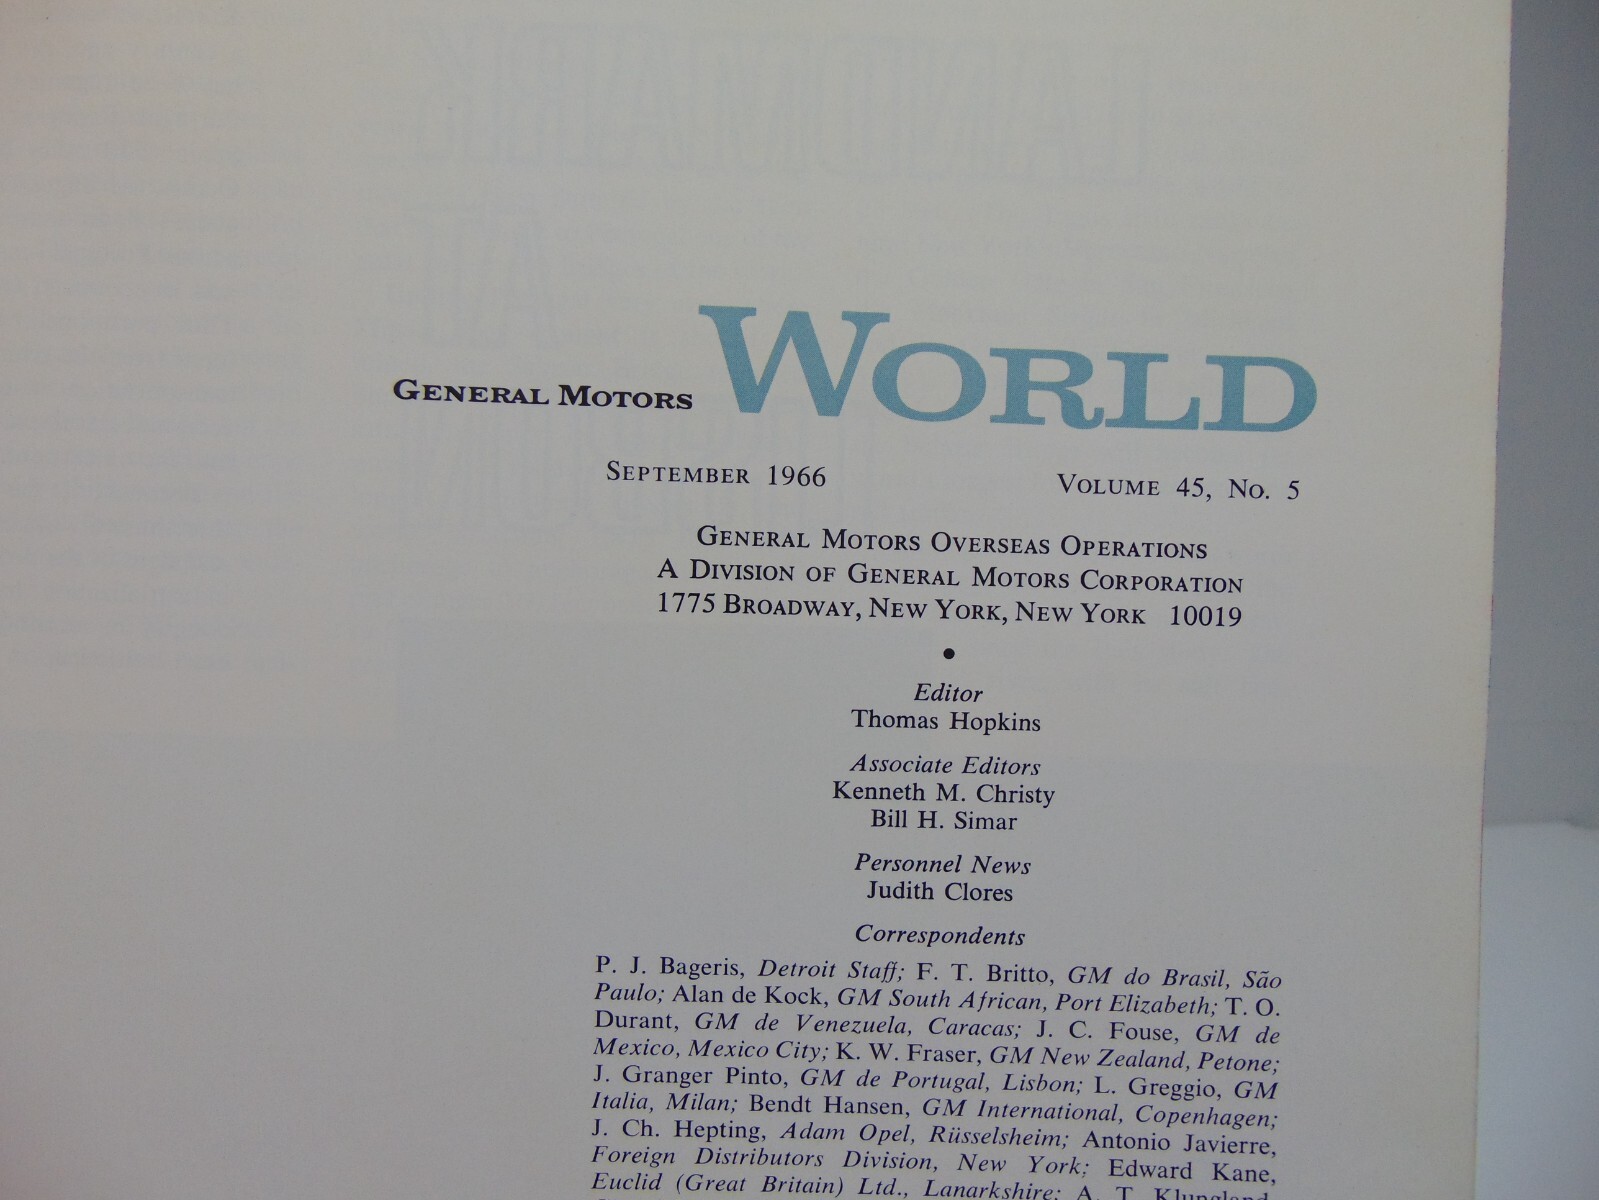 GENERAL MOTORS WORLD
SEPTEMBER 1966 VOLUME 45, NO. 5
GENERAL MOTORS OVERSEAS OPERATIONS
A DIVISION OF GENERAL MOTORS CORPORATION
1775 BROADWAY, NEW YORK, NEW YORK 10019
•
Editor
Thomas Hopkins
Associate Editors
Kenneth M. Christy
Bill H. Simar
Personnel News
Judith Clores
Correspondents
P. J. Bageris, Detroit Staff; F. T. Britto, GM do Brasil, São
Paulo; Alan de Kock, GM South African, Port Elizabeth; T. O.
Durant, GM de Venezuela, Caracas; J. C. Fouse, GM de
Mexico, Mexico City; K. W. Fraser, GM New Zealand, Petone;
J. Granger Pinto, GM de Portugal, Lisbon; L. Greggio, GM
Italia, Milan; Bendt Hansen, GM International, Copenhagen;
J. Ch. Hepting, Adam Opel, Rüsselsheim; Antonio Javierre,
Foreign Distributors Division, New York; Edward Kane,
Euclid (Great Britain) Ltd., Lanarkshire; A. T. Klungland,